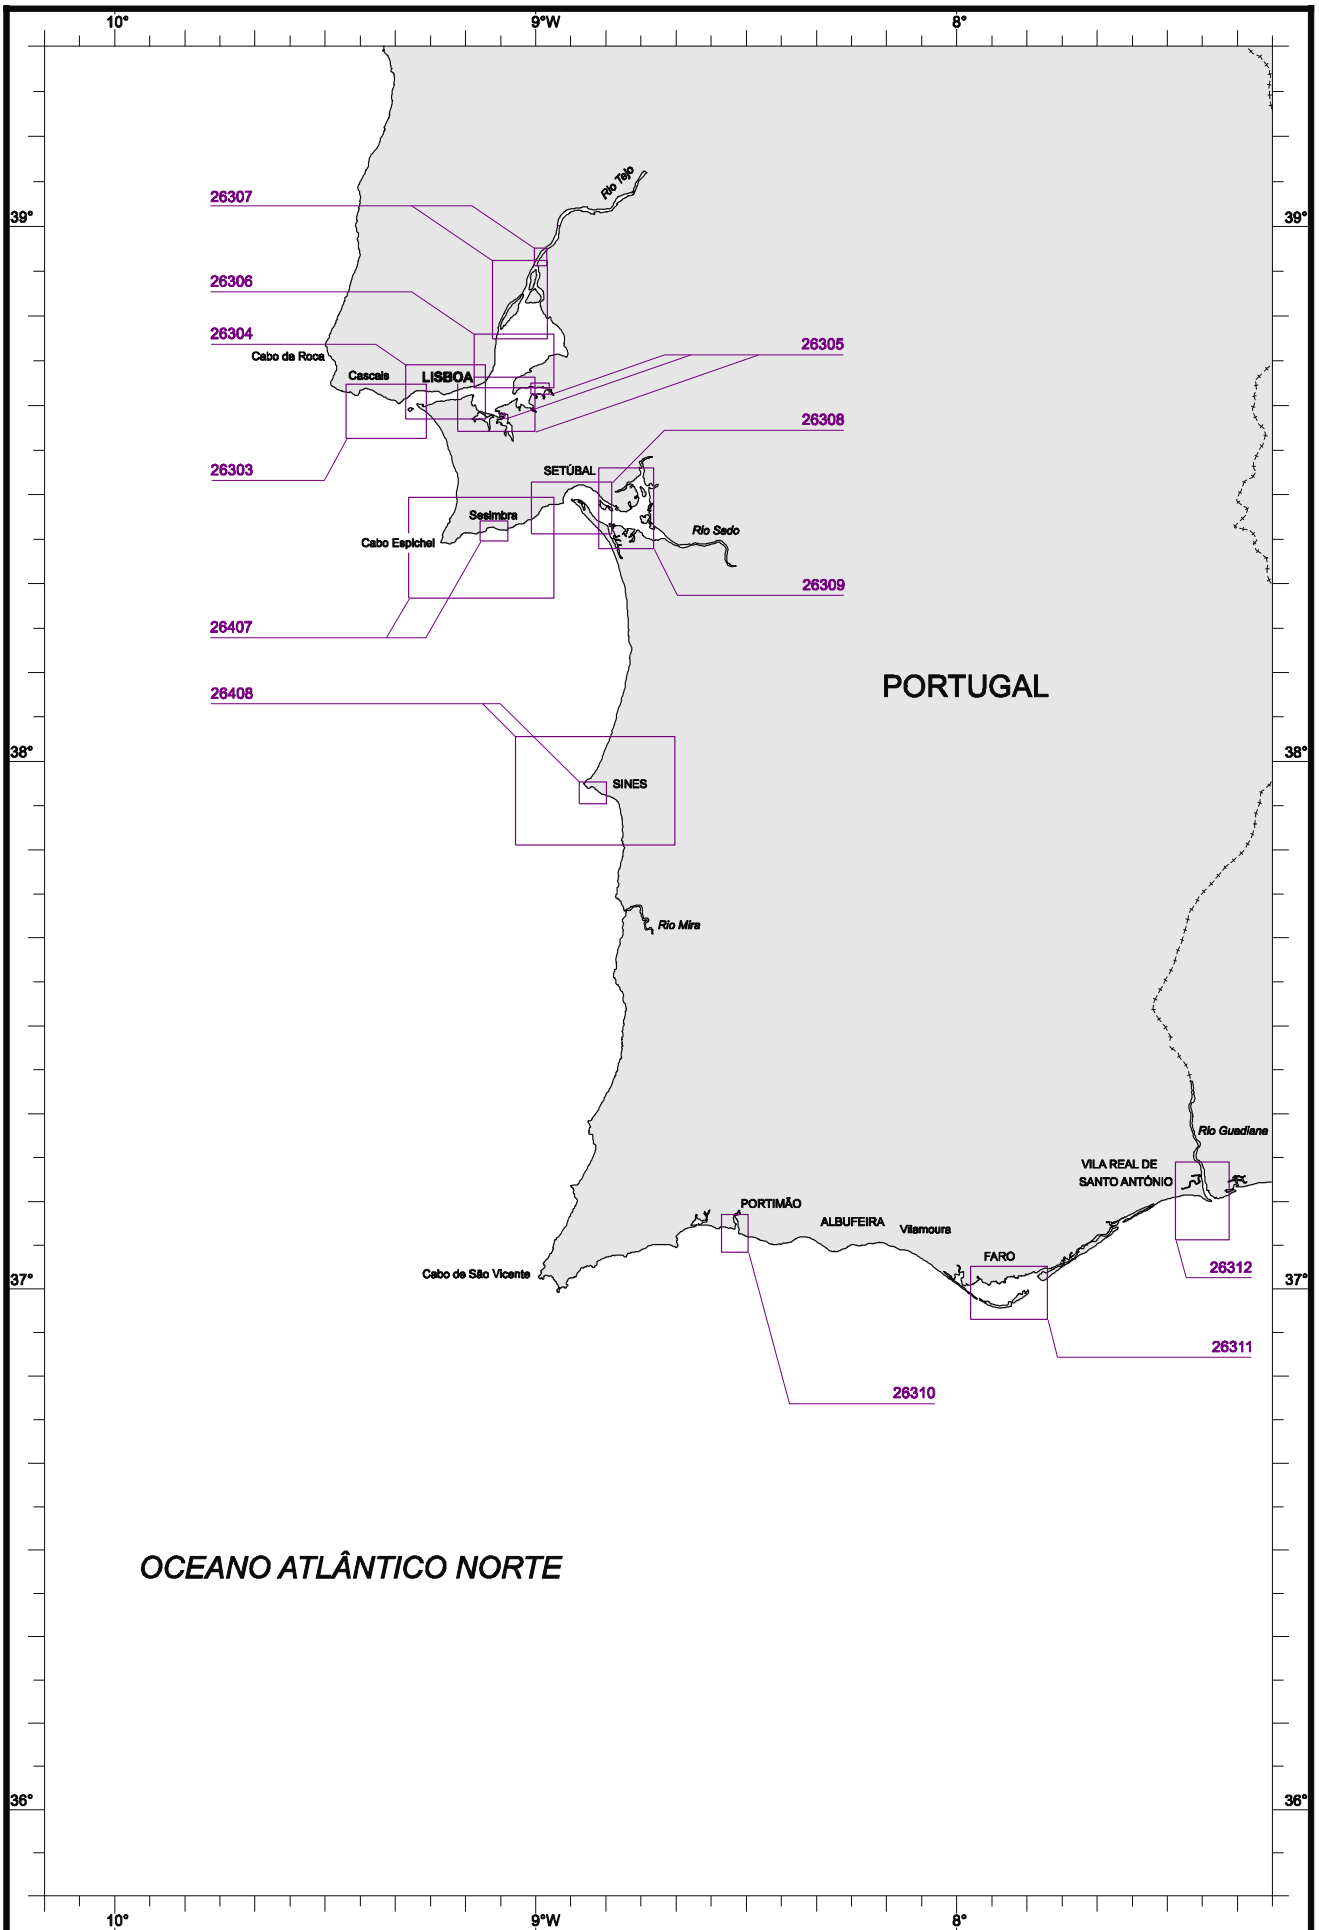 10° 9°W 8°
Rio Tejo
26307
39° 39°
26306
26304
26305
Cabo da Roca
Cascais
LISBOA
26308
26303
SETÚBAL
Sesimbra
Rio Sado
Cabo Espichel
26309
26407
PORTUGAL
26408
38° 38°
SINES
Rio Mira
Rio Guadiana
VILA REAL DE
SANTO ANTÓNIO
PORTIMÃO
ALBUFEIRA
Vilamoura
FARO
26312
Cabo de São Vicente
37° 37°
26311
26310
OCEANO ATLÂNTICO NORTE
36° 36°
10° 9°W 8°